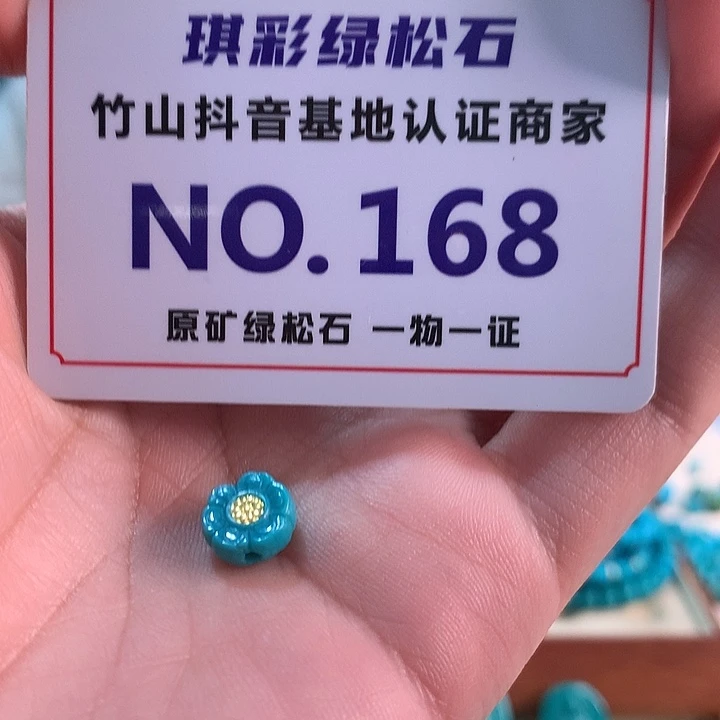 琪彩绿松石
竹山抖音基地认证商家
NO.168
原矿绿松石 一物一证